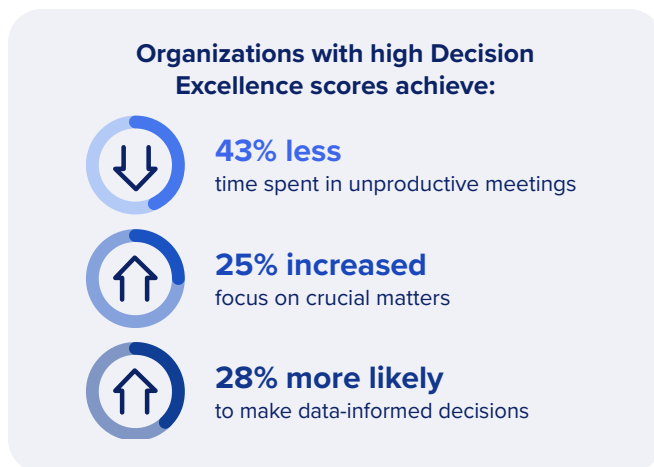 Organizations with high Decision
Excellence scores achieve:
43% less
time spent in unproductive meetings
25% increased
focus on crucial matters
28% more likely
to make data-informed decisions